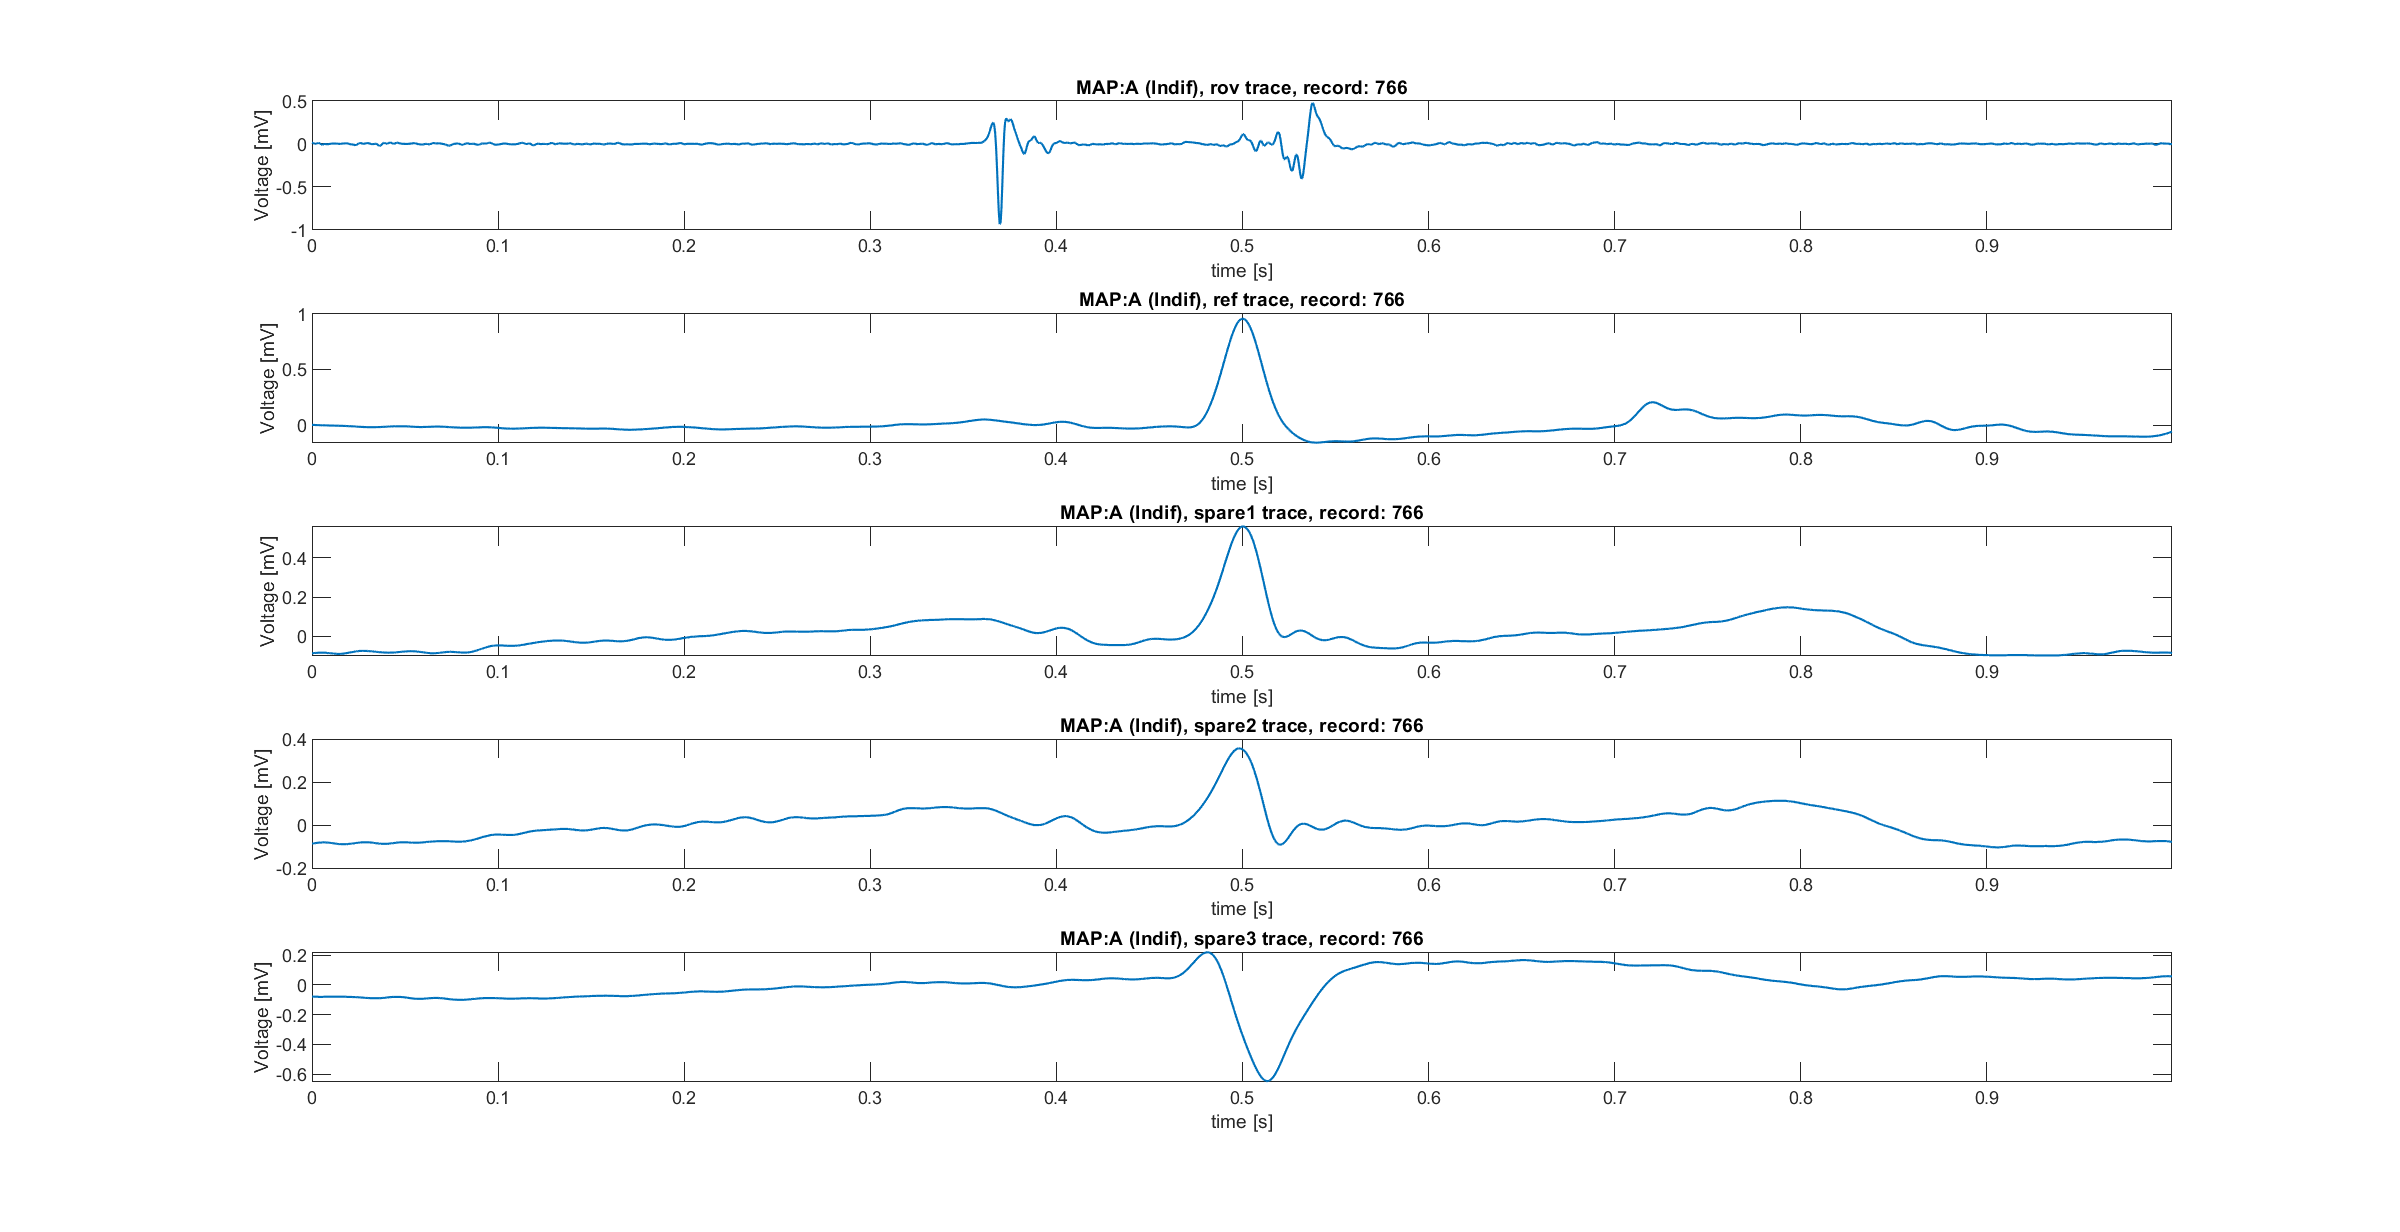 MAP:A (Indif), rov trace, record: 766
Voltage [mV]
0.5
0
-0.5
-1
0 0.1 0.2 0.3 0.4 0.5 0.6 0.7 0.8 0.9
time [s]
MAP:A (Indif), ref trace, record: 766
Voltage [mV]
1
0.5
0
0 0.1 0.2 0.3 0.4 0.5 0.6 0.7 0.8 0.9
time [s]
MAP:A (Indif), spare1 trace, record: 766
Voltage [mV]
0.4
0.2
0
0 0.1 0.2 0.3 0.4 0.5 0.6 0.7 0.8 0.9
time [s]
MAP:A (Indif), spare2 trace, record: 766
Voltage [mV]
0.4
0.2
0
-0.2
0 0.1 0.2 0.3 0.4 0.5 0.6 0.7 0.8 0.9
time [s]
MAP:A (Indif), spare3 trace, record: 766
Voltage [mV]
0.2
0
-0.2
-0.4
-0.6
0 0.1 0.2 0.3 0.4 0.5 0.6 0.7 0.8 0.9
time [s]